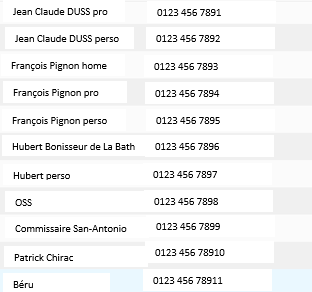 Jean Claude DUSS pro 0123 456 7891
Jean Claude DUSS perso 0123 456 7892
François Pignon home 0123 456 7893
François Pignon pro 0123 456 7894
François Pignon perso 0123 456 7895
Hubert Bonisseur de La Bath 0123 456 7896
Hubert perso 0123 456 7897
OSS 0123 456 7898
Commissaire San-Antonio 0123 456 7899
Patrick Chirac 0123 456 78910
Béru 0123 456 78911